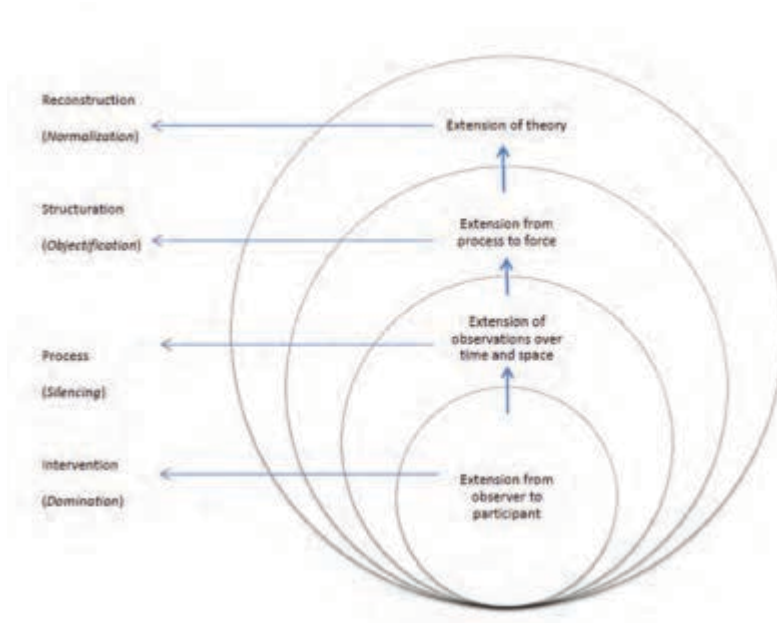 Reconstruction
(Normalization)
Extension of theory
Structuration
(Objectification)
Extension from
process to force
Process
(Silencing)
Extension of
observations over
time and space
Intervention
(Domination)
Extension from
observer to
participant